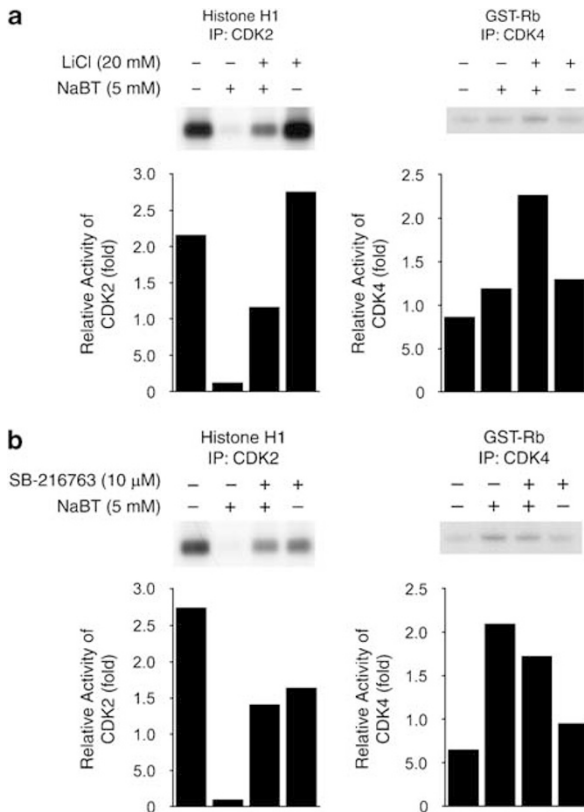 a
Histone H1
IP: CDK2
LiCl (20 mM) – – + +
NaBT (5 mM) – + + –
3.0
2.5
2.0
1.5
1.0
5.0
0
Relative Activity of
CDK2 (fold)
GST-Rb
IP: CDK4
– – + +
– + + –
2.5
2.0
1.5
1.0
5.0
0
Relative Activity of
CDK4 (fold)
b
Histone H1
IP: CDK2
SB-216763 (10 µM) – – + +
NaBT (5 mM) – + + –
3.0
2.5
2.0
1.5
1.0
5.0
0
Relative Activity of
CDK2 (fold)
GST-Rb
IP: CDK4
– – + +
– + + –
2.5
2.0
1.5
1.0
5.0
0
Relative Activity of
CDK4 (fold)